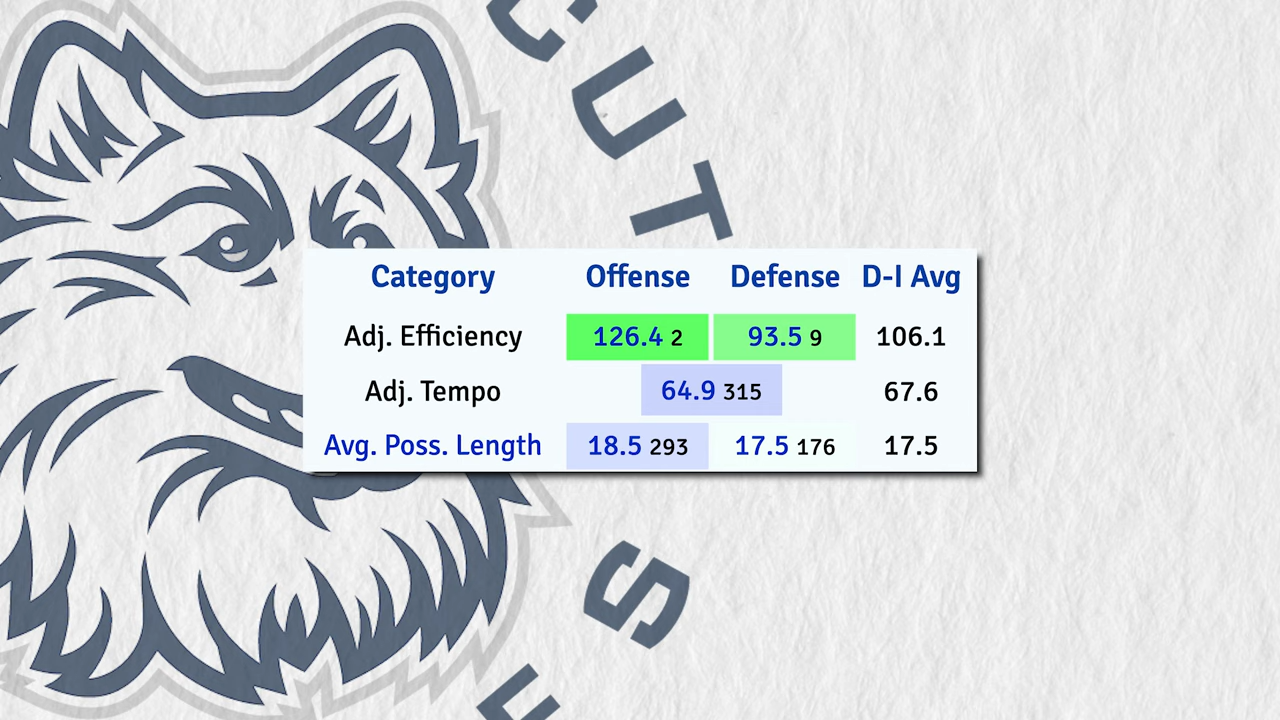 CUT
Category Offense Defense D-I Avg
Adj. Efficiency 126.4 2 93.5 9 106.1
Adj. Tempo 64.9 315 67.6
Avg. Poss. Length 18.5 293 17.5 176 17.5
S